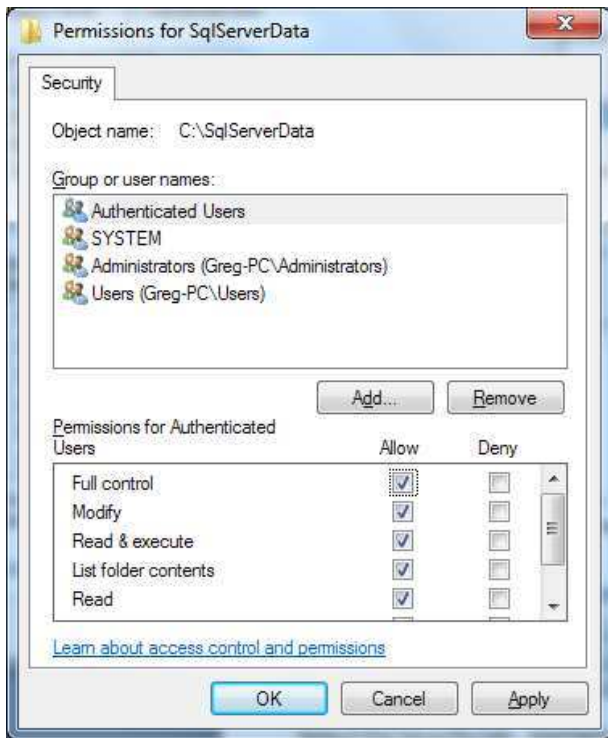 Permissions for SqlServerData
Security
Object name: C:\SqlServerData
Group or user names:
Authenticated Users
SYSTEM
Administrators (Greg-PC\Administrators)
Users (Greg-PC\Users)
Add... Remove
Permissions for Authenticated
Users Allow Deny
Full control
Modify
Read & execute
List folder contents
Read
Learn about access control and permissions
OK Cancel Apply